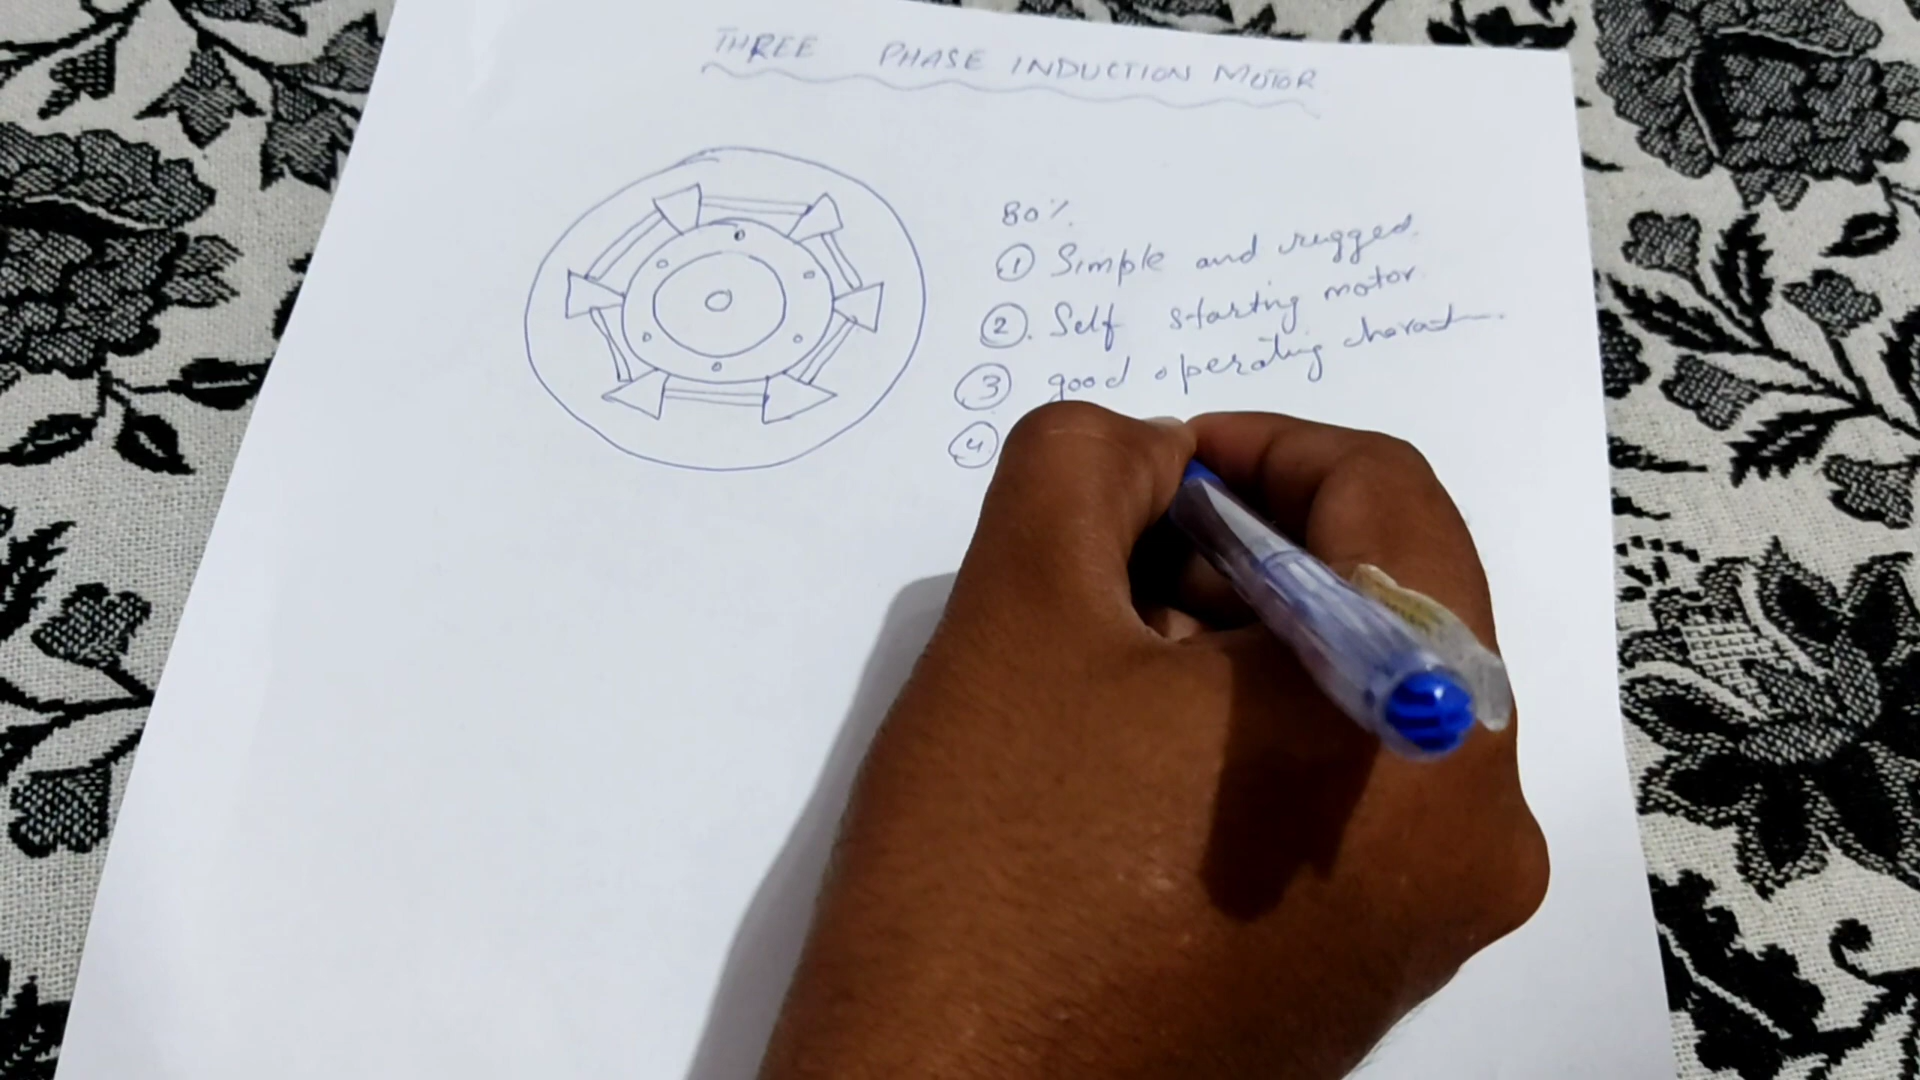 THREE PHASE INDUCTION MOTOR
80%.
① Simple and rugged.
②. Self starting motor
③ good operating
④